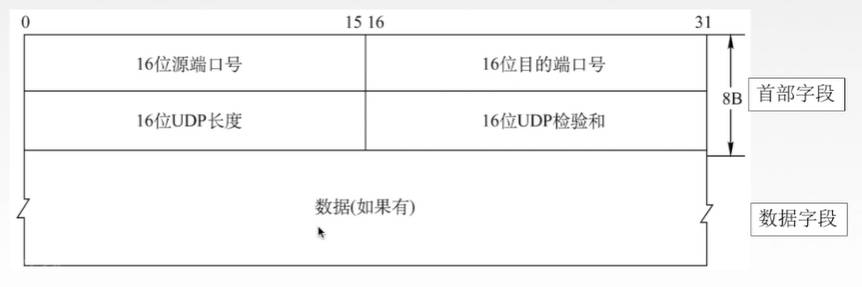 0 15 16 31
16位源端口号 16位目的端口号
8B 首部字段
16位UDP长度 16位UDP检验和
数据(如果有)
数据字段